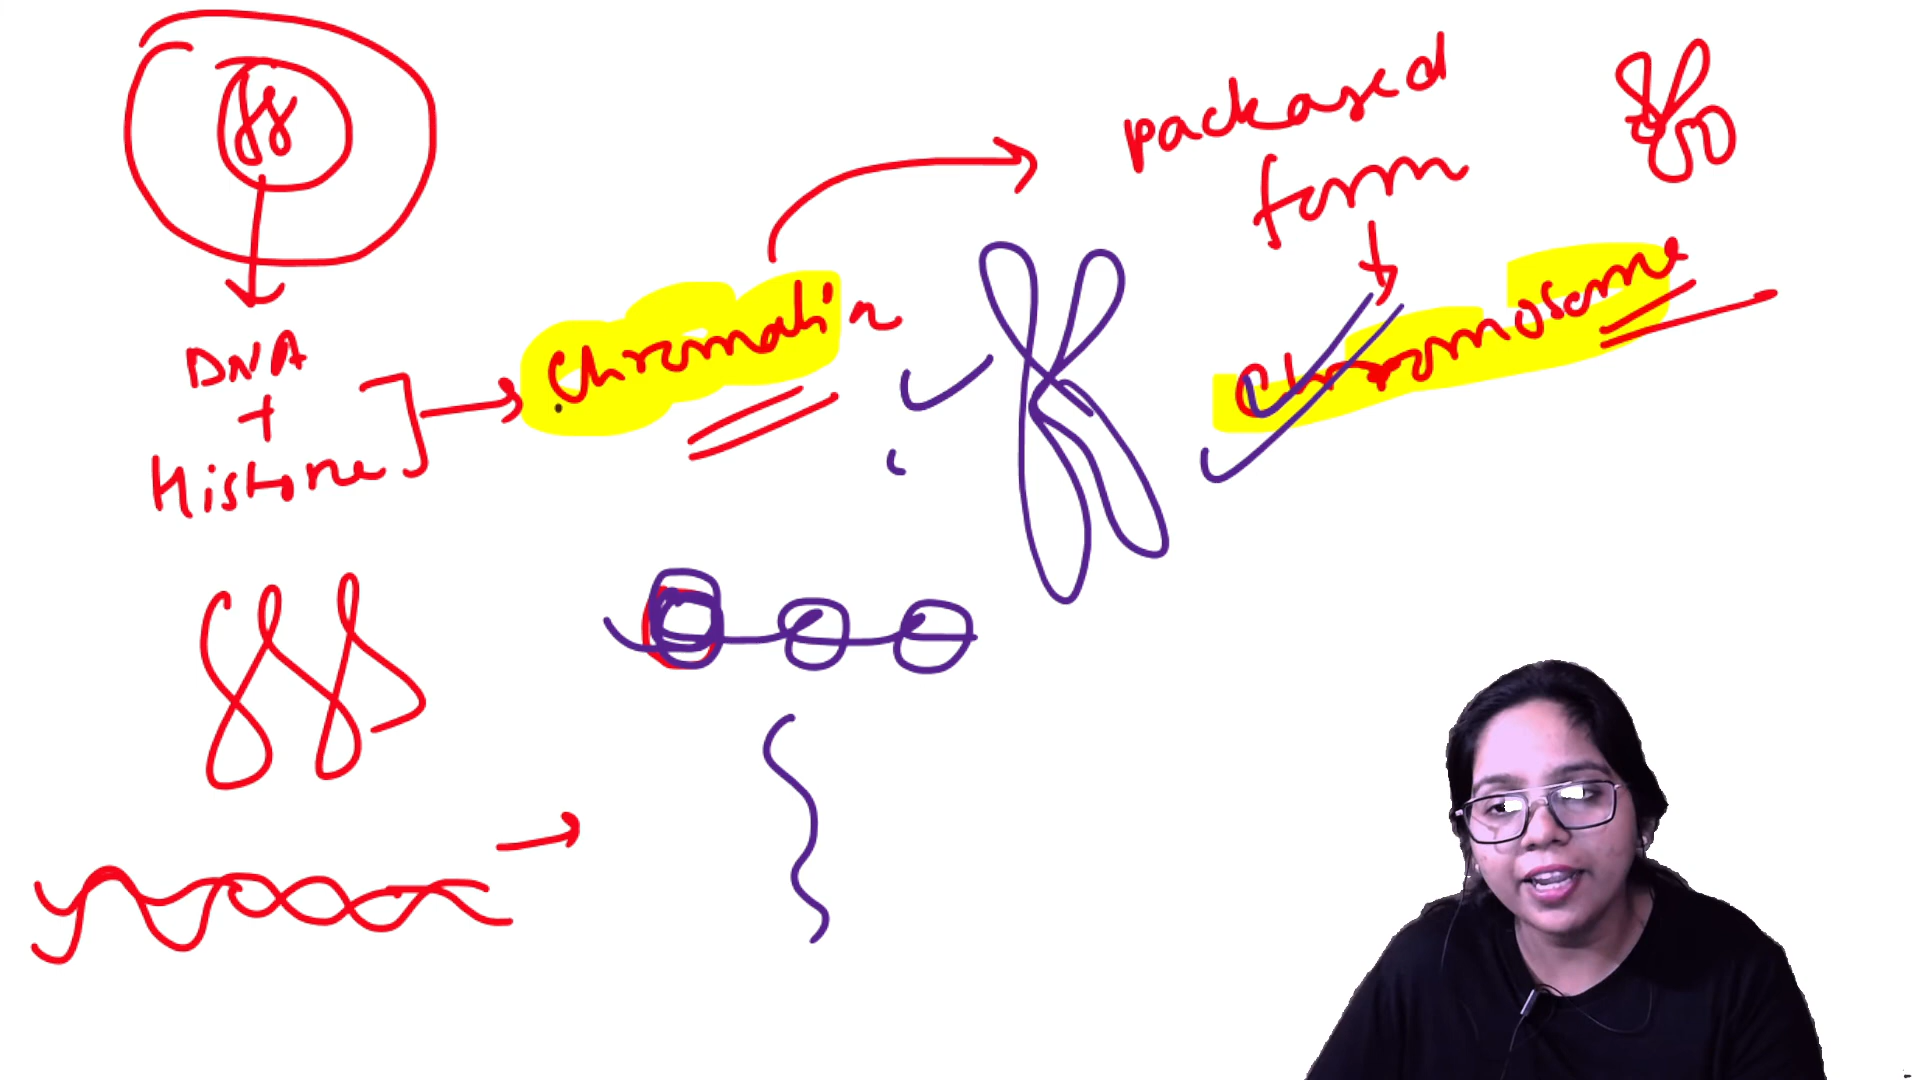 packaged
form
Chromatin
Chromosome
DNA
+
Histone